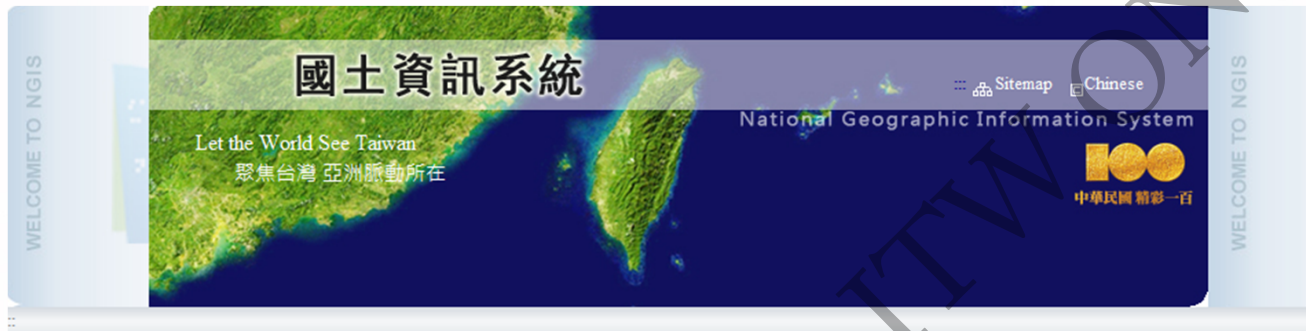 WELCOME TO NGIS
國土資訊系統
::: Sitemap Chinese
National Geographic Information System
Let the World See Taiwan
聚焦台灣 亞洲脈動所在
100
中華民國 精彩一百
WELCOME TO NGIS
::
ITWON